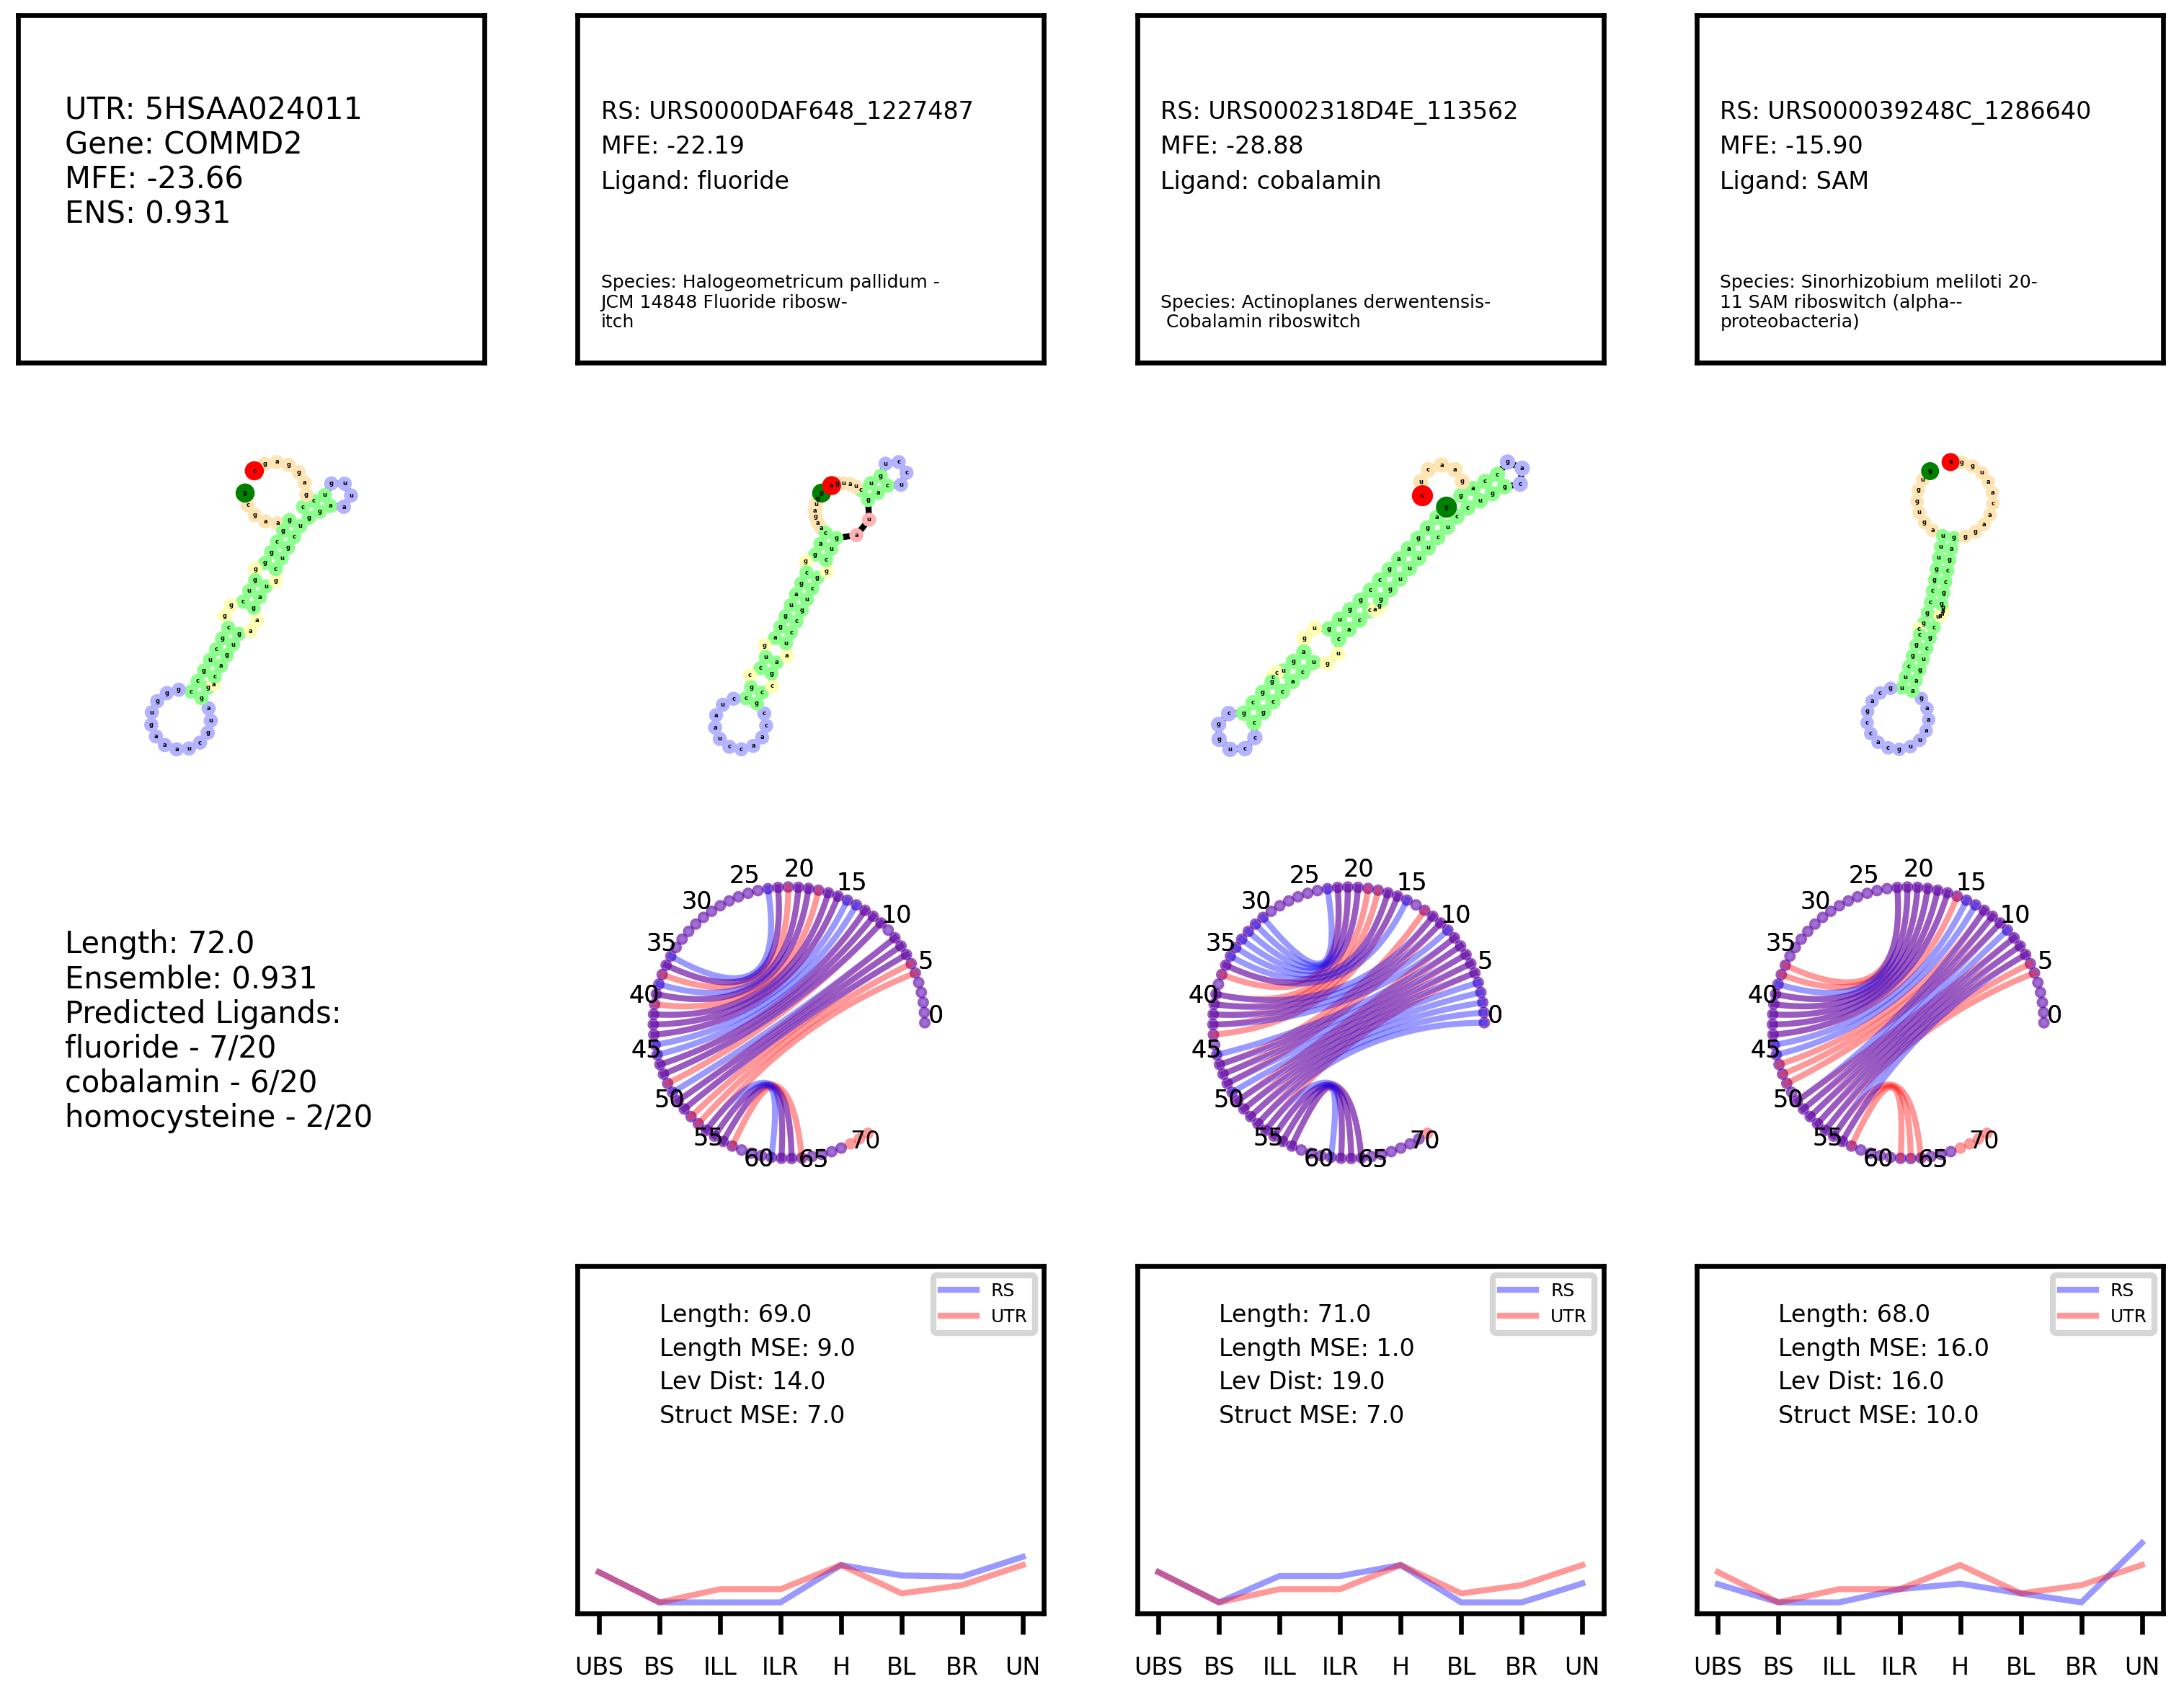 UTR: 5HSAA024011
Gene: COMMD2
MFE: -23.66
ENS: 0.931
RS: URS0000DAF648_1227487
MFE: -22.19
Ligand: fluoride
Species: Halogeometricum pallidum -
JCM 14848 Fluoride ribosw-
itch
RS: URS0002318D4E_113562
MFE: -28.88
Ligand: cobalamin
Species: Actinoplanes derwentensis-
Cobalamin riboswitch
RS: URS000039248C_1286640
MFE: -15.90
Ligand: SAM
Species: Sinorhizobium meliloti 20-
11 SAM riboswitch (alpha--
proteobacteria)
Length: 72.0
Ensemble: 0.931
Predicted Ligands:
fluoride - 7/20
cobalamin - 6/20
homocysteine - 2/20
0
5
10
15
20
25
30
35
40
45
50
55
60
65
70
0
5
10
15
20
25
30
35
40
45
50
55
60
65
70
0
5
10
15
20
25
30
35
40
45
50
55
60
65
70
RS
UTR
Length: 69.0
Length MSE: 9.0
Lev Dist: 14.0
Struct MSE: 7.0
UBS BS ILL ILR H BL BR UN
RS
UTR
Length: 71.0
Length MSE: 1.0
Lev Dist: 19.0
Struct MSE: 7.0
UBS BS ILL ILR H BL BR UN
RS
UTR
Length: 68.0
Length MSE: 16.0
Lev Dist: 16.0
Struct MSE: 10.0
UBS BS ILL ILR H BL BR UN